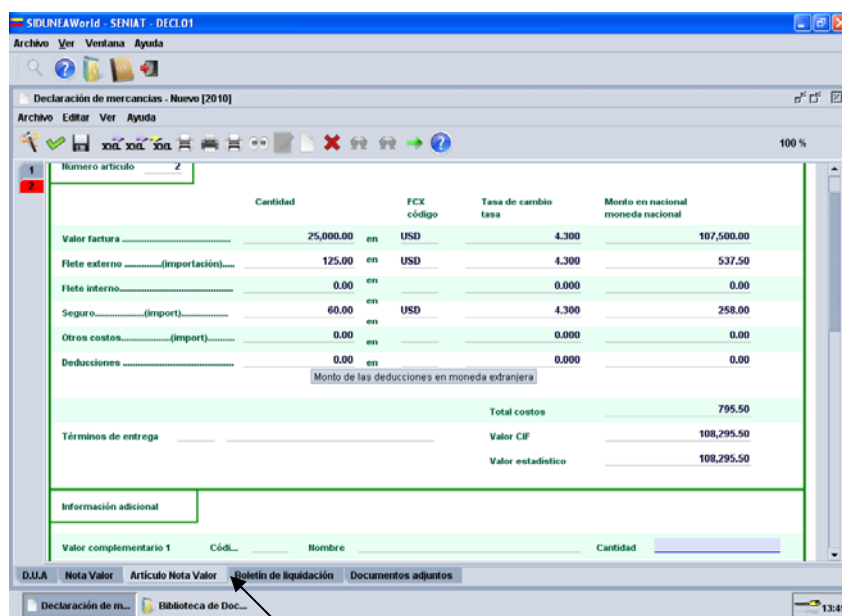 SIDUNEAWorld - SENIAT - DECL01
Archivo Ver Ventana Ayuda
Declaración de mercancias - Nuevo [2010]
Archivo Editar Ver Ayuda
xml xml xml 100 %
1
2
Número artículo 2
Cantidad FCX código Tasa de cambio tasa Monto en nacional moneda nacional
Valor factura .................................................. 25,000.00 en USD 4.300 107,500.00
Flete externo ..............(importación)..... 125.00 en USD 4.300 537.50
Flete interno................................................. 0.00 en 0.000 0.00
Seguro...................(import).................. 60.00 en USD 4.300 258.00
en
Otros costos...................(import).......... 0.00 en 0.000 0.00
Deducciones ............................................ 0.00 en 0.000 0.00
Monto de las deducciones en moneda extranjera
Total costos 795.50
Términos de entrega Valor CIF 108,295.50
Valor estadístico 108,295.50
Información adicional
Valor complementario 1 Códi... Nombre Cantidad
D.U.A Nota Valor Artículo Nota Valor Boletín de liquidación Documentos adjuntos
Declaración de m... Biblioteca de Doc...